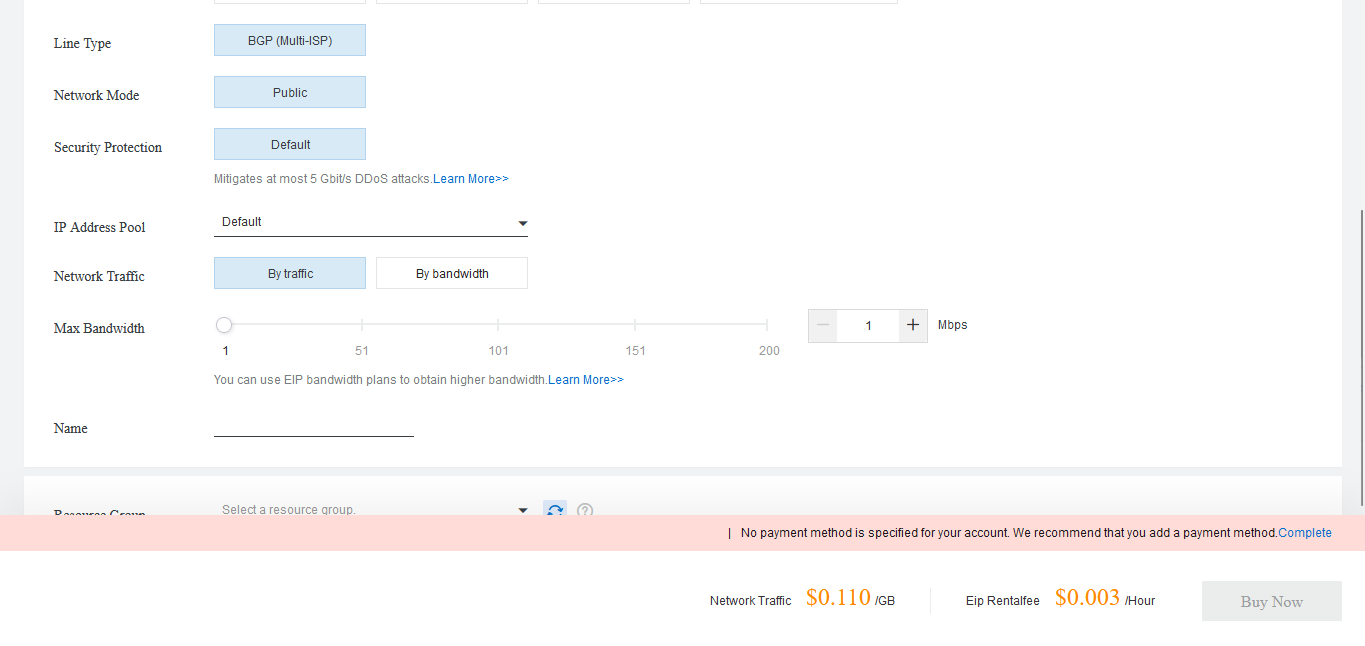 Line Type
BGP (Multi-ISP)
Network Mode
Public
Security Protection
Default
Mitigates at most 5 Gbit/s DDoS attacks.Learn More>>
IP Address Pool
Default
Network Traffic
By traffic
By bandwidth
Max Bandwidth
1
51
101
151
200
1
Mbps
You can use EIP bandwidth plans to obtain higher bandwidth.Learn More>>
Name
Resource Group
Select a resource group.
| No payment method is specified for your account. We recommend that you add a payment method.Complete
Network Traffic $0.110 /GB
Eip Rentalfee $0.003 /Hour
Buy Now